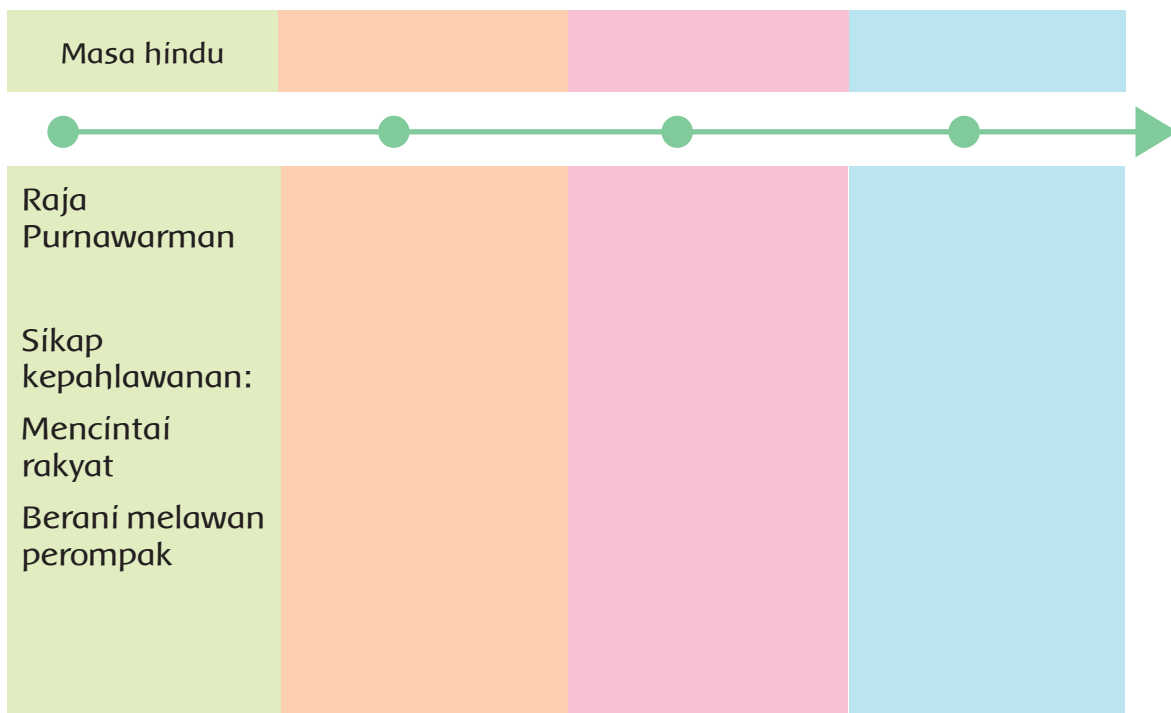 Masa hindu
Raja
Purnawarman
Sikap
kepahlawanan:
Mencintai
rakyat
Berani melawan
perompak